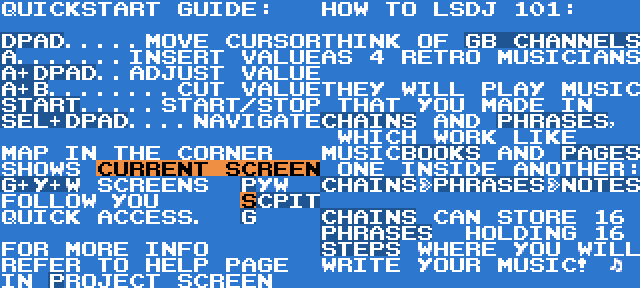 QUICKSTART GUIDE:
DPAD.....MOVE CURSOR
A.......INSERT VALUE
A+DPAD..ADJUST VALUE
A+B........CUT VALUE
START.....START/STOP
SEL+DPAD....NAVIGATE
MAP IN THE CORNER
SHOWS CURRENT SCREEN
G+Y+W SCREENS PYW
FOLLOW YOU SCPIT
QUICK ACCESS. G
FOR MORE INFO
REFER TO HELP PAGE
IN PROJECT SCREEN
HOW TO LSDJ 101:
THINK OF GB CHANNELS
AS 4 RETRO MUSICIANS
THEY WILL PLAY MUSIC
THAT YOU MADE IN
CHAINS AND PHRASES,
WHICH WORK LIKE
MUSICBOOKS AND PAGES
ONE INSIDE ANOTHER:
CHAINS»PHRASES»NOTES
CHAINS CAN STORE 16
PHRASES HOLDING 16
STEPS WHERE YOU WILL
WRITE YOUR MUSIC! ♫